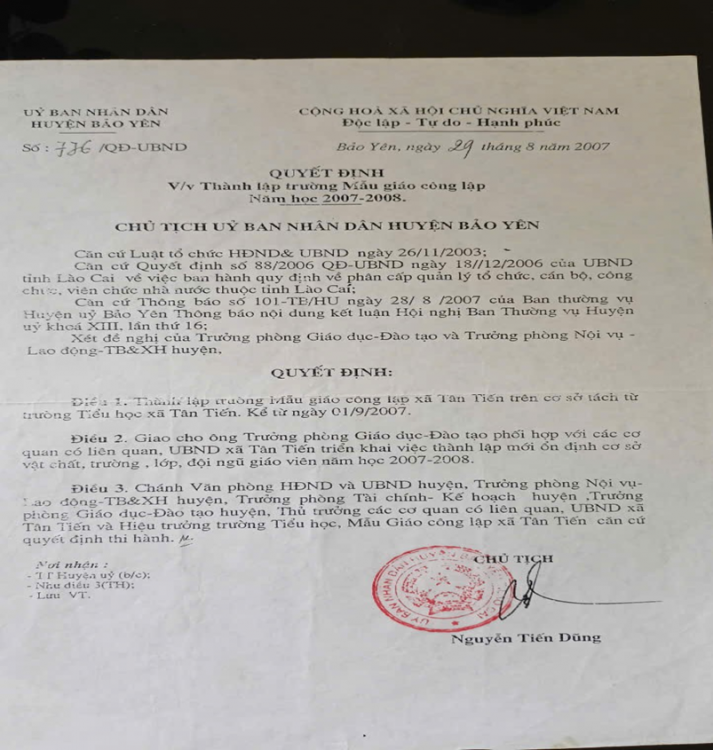 UỶ BAN NHÂN DÂN
HUYỆN BẢO YÊN
Số : 736 /QĐ-UBND
CỘNG HOÀ XÃ HỘI CHỦ NGHĨA VIỆT NAM
Độc lập - Tự do - Hạnh phúc
Bảo Yên, ngày 29 tháng 8 năm 2007
QUYẾT ĐỊNH
V/v Thành lập trường Mẫu giáo công lập
Năm học 2007-2008.
CHỦ TỊCH UỶ BAN NHÂN DÂN HUYỆN BẢO YÊN
Căn cứ Luật tổ chức HĐND& UBND ngày 26/11/2003;
Căn cứ Quyết định số 88/2006 QĐ-UBND ngày 18//12/2006 của UBND
tỉnh Lào Cai về việc ban hành quy định về phân cấp quản lý tổ chức, cán bộ, công
chức, viên chức nhà nước thuộc tỉnh Lào Cai;
Căn cứ Thông báo số 101-TB/HU ngày 28/ 8 /2007 của Ban thường vụ
Huyện uỷ Bảo Yên Thông báo nội dung kết luận Hội nghị Ban Thường vụ Huyện
uỷ khoá XIII, lần thứ 16;
Xét đề nghị của Trưởng phòng Giáo dục-Đào tạo và Trưởng phòng Nội vụ -
Lao động-TB&XH huyện,
QUYẾT ĐỊNH:
Điều 1. Thành lập trường Mẫu giáo công lập xã Tân Tiến trên cơ sở tách từ
trường Tiểu học xã Tân Tiến. Kể từ ngày 01/9/2007.
Điều 2. Giao cho ông Trưởng phòng Giáo dục-Đào tạo phối hợp với các cơ
quan có liên quan, UBND xã Tân Tiến triển khai việc thành lập mới ổn định cơ sở
vật chất, trường , lớp, đội ngũ giáo viên năm học 2007-2008.
Điều 3. Chánh Văn phòng HĐND và UBND huyện, Trưởng phòng Nội vụ-
Lao động-TB&XH huyện, Trưởng phòng Tài chính- Kế hoạch huyện ,Trưởng
phòng Giáo dục-Đào tạo huyện, Thủ trưởng các cơ quan có liên quan, UBND xã
Tân Tiến và Hiệu trưởng trường Tiểu học, Mẫu Giáo công lập xã Tân Tiến căn cứ
quyết định thi hành.
Nơi nhận :
- TT Huyện uỷ (b/c);
- Như điều 3(TH);
- Lưu VT.
CHỦ TỊCH
Nguyễn Tiến Dũng